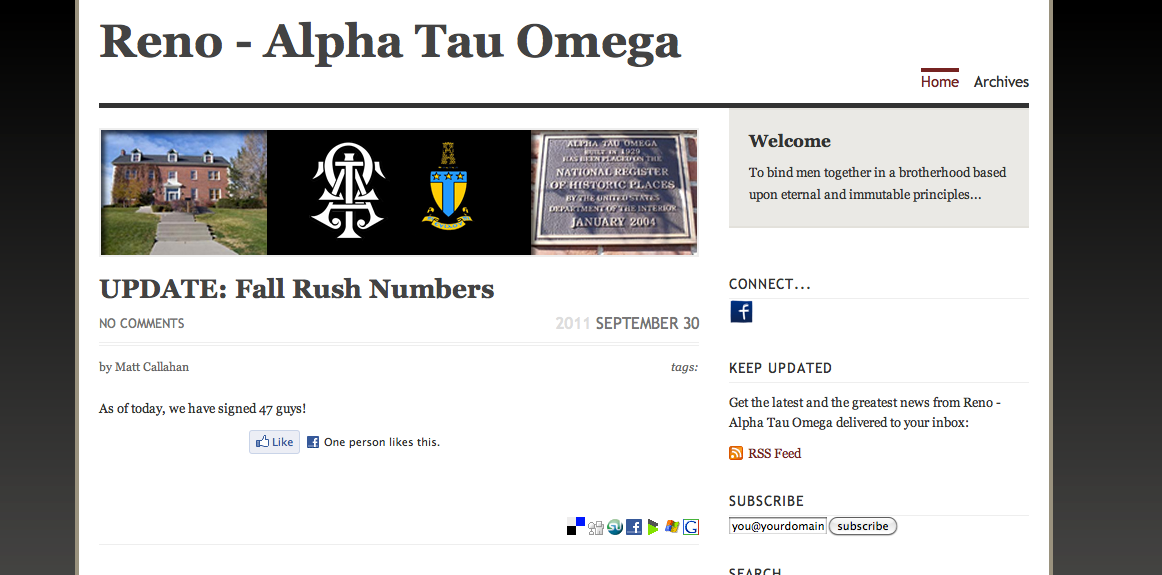 Reno - Alpha Tau Omega
Home Archives
ALPHA TAU OMEGA
BUILT IN 1929
HAS BEEN PLACED ON THE
NATIONAL REGISTER
OF HISTORIC PLACES
BY THE UNITED STATES
DEPARTMENT OF THE INTERIOR
JANUARY 2004
Welcome
To bind men together in a brotherhood based
upon eternal and immutable principles...
UPDATE: Fall Rush Numbers
NO COMMENTS
2011 SEPTEMBER 30
by Matt Callahan
tags:
As of today, we have signed 47 guys!
Like
One person likes this.
CONNECT...
KEEP UPDATED
Get the latest and the greatest news from Reno -
Alpha Tau Omega delivered to your inbox:
RSS Feed
SUBSCRIBE
you@yourdomain subscribe
SEARCH